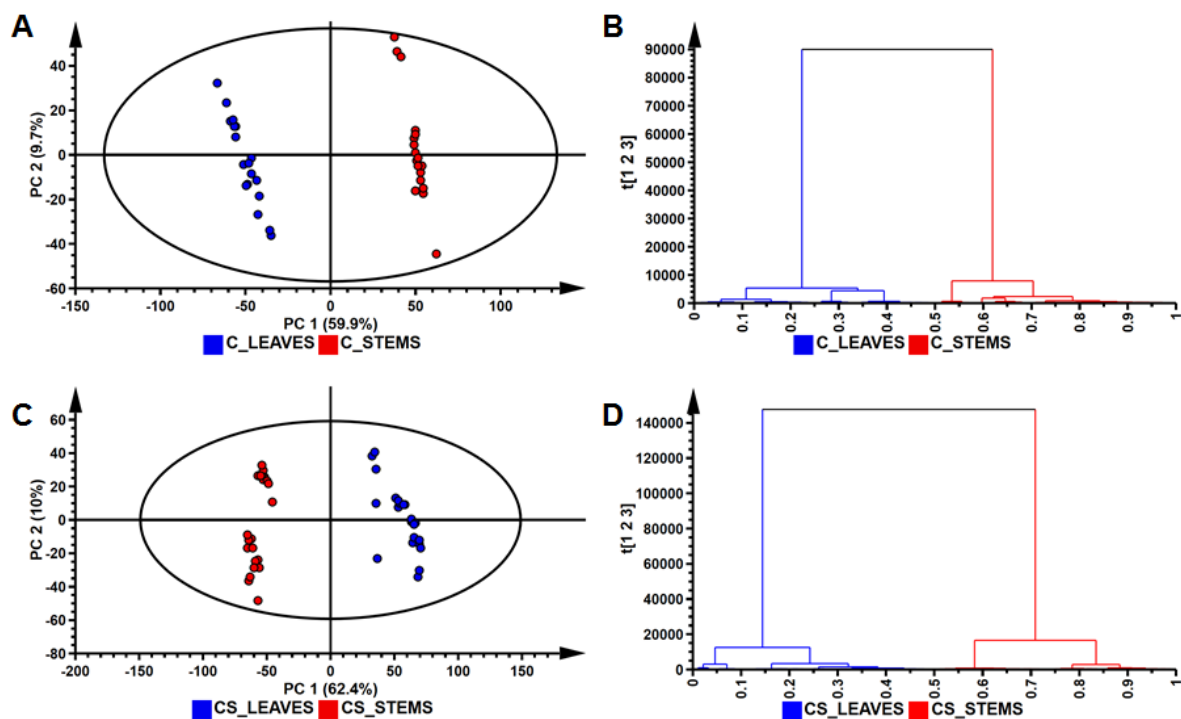 A
PC 2 (9.7%)
40
20
0
-20
-40
-60
-150 -100 -50 0 50 100
PC 1 (59.9%)
C_LEAVES C_STEMS
B
t[1 2 3]
90000
80000
70000
60000
50000
40000
30000
20000
10000
0
0.1 0.2 0.3 0.4 0.5 0.6 0.7 0.8 0.9 1
C_LEAVES C_STEMS
C
PC 2 (10%)
60
40
20
0
-20
-40
-60
-80
-200 -150 -100 -50 0 50 100 150
PC 1 (62.4%)
CS_LEAVES CS_STEMS
D
t[1 2 3]
140000
120000
100000
80000
60000
40000
20000
0
0 0.1 0.2 0.3 0.4 0.5 0.6 0.7 0.8 0.9 1
CS_LEAVES CS_STEMS